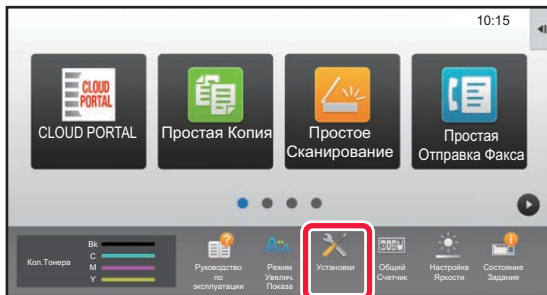 10:15
CLOUD
PORTAL
CLOUD PORTAL
Простая Копия
Простое
Сканирование
Простая
Отправка Факса
Кол.Тонера
Bk
C
M
Y
Руководство
по
эксплуатации
Режим
Увелич.
Показа
Установки
Общий
Счетчик
Настройка
Яркости
Состояние
Задания